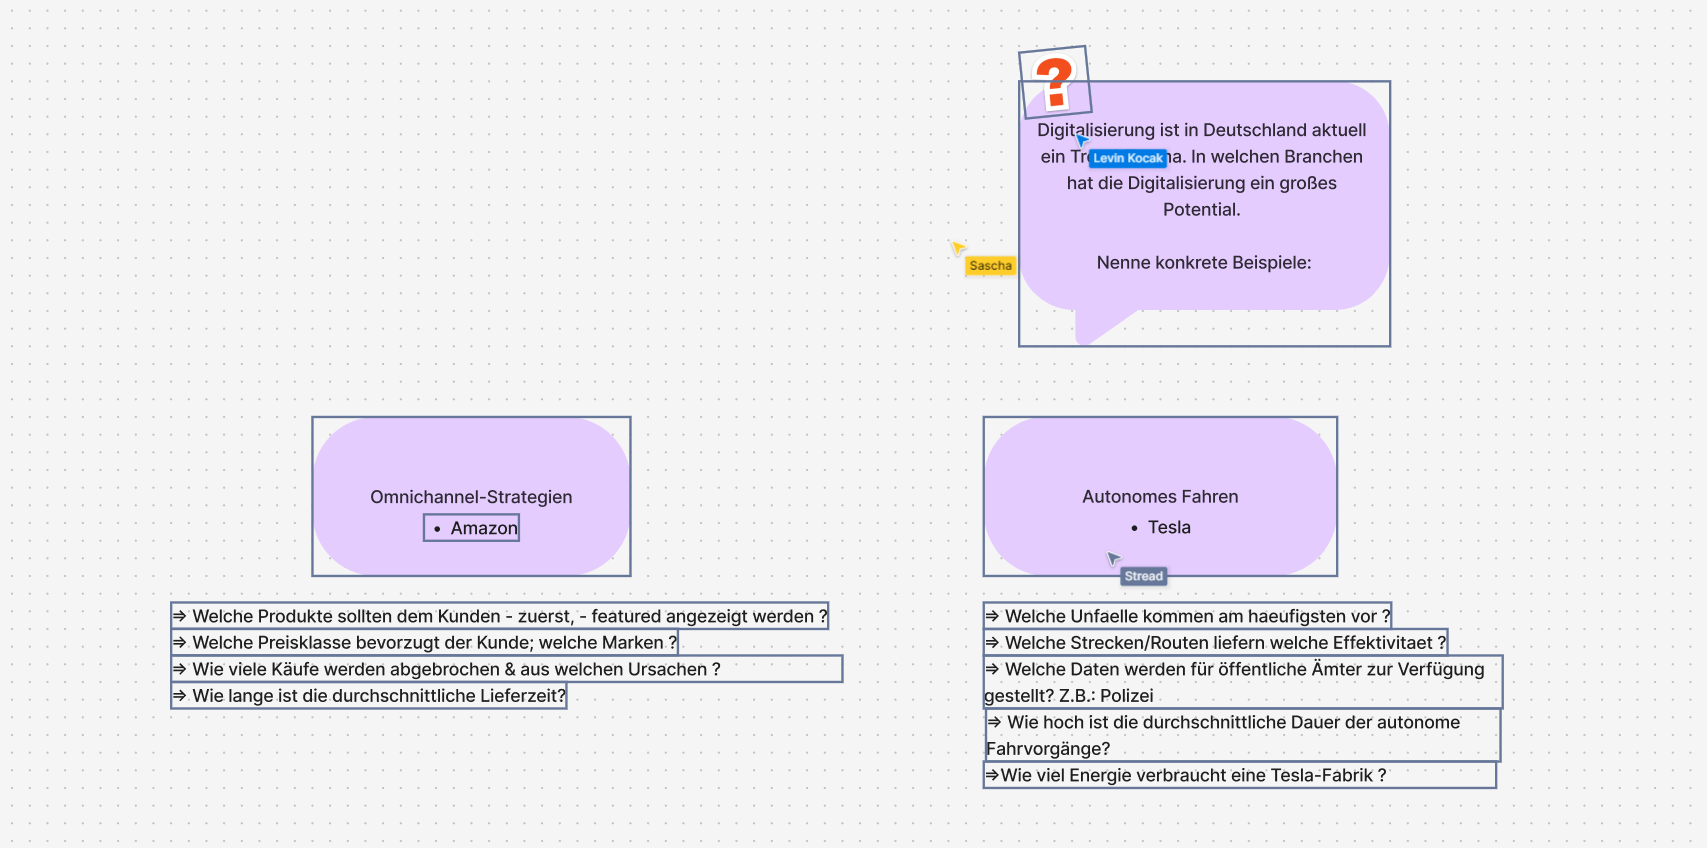 ?
Digitalisierung ist in Deutschland aktuell
ein a. In welchen Branchen
Levin Kocak
hat die Digitalisierung ein großes
Potential.
Nenne konkrete Beispiele:
Sascha
Omnichannel-Strategien
• Amazon
⇒ Welche Produkte sollten dem Kunden - zuerst, - featured angezeigt werden ?
⇒ Welche Preisklasse bevorzugt der Kunde; welche Marken ?
⇒ Wie viele Käufe werden abgebrochen & aus welchen Ursachen ?
⇒ Wie lange ist die durchschnittliche Lieferzeit?
Autonomes Fahren
• Tesla
Stread
⇒ Welche Unfaelle kommen am haeufigsten vor ?
⇒ Welche Strecken/Routen liefern welche Effektivitaet ?
⇒ Welche Daten werden für öffentliche Ämter zur Verfügung
gestellt? Z.B.: Polizei
⇒ Wie hoch ist die durchschnittliche Dauer der autonome
Fahrvorgänge?
⇒Wie viel Energie verbraucht eine Tesla-Fabrik ?